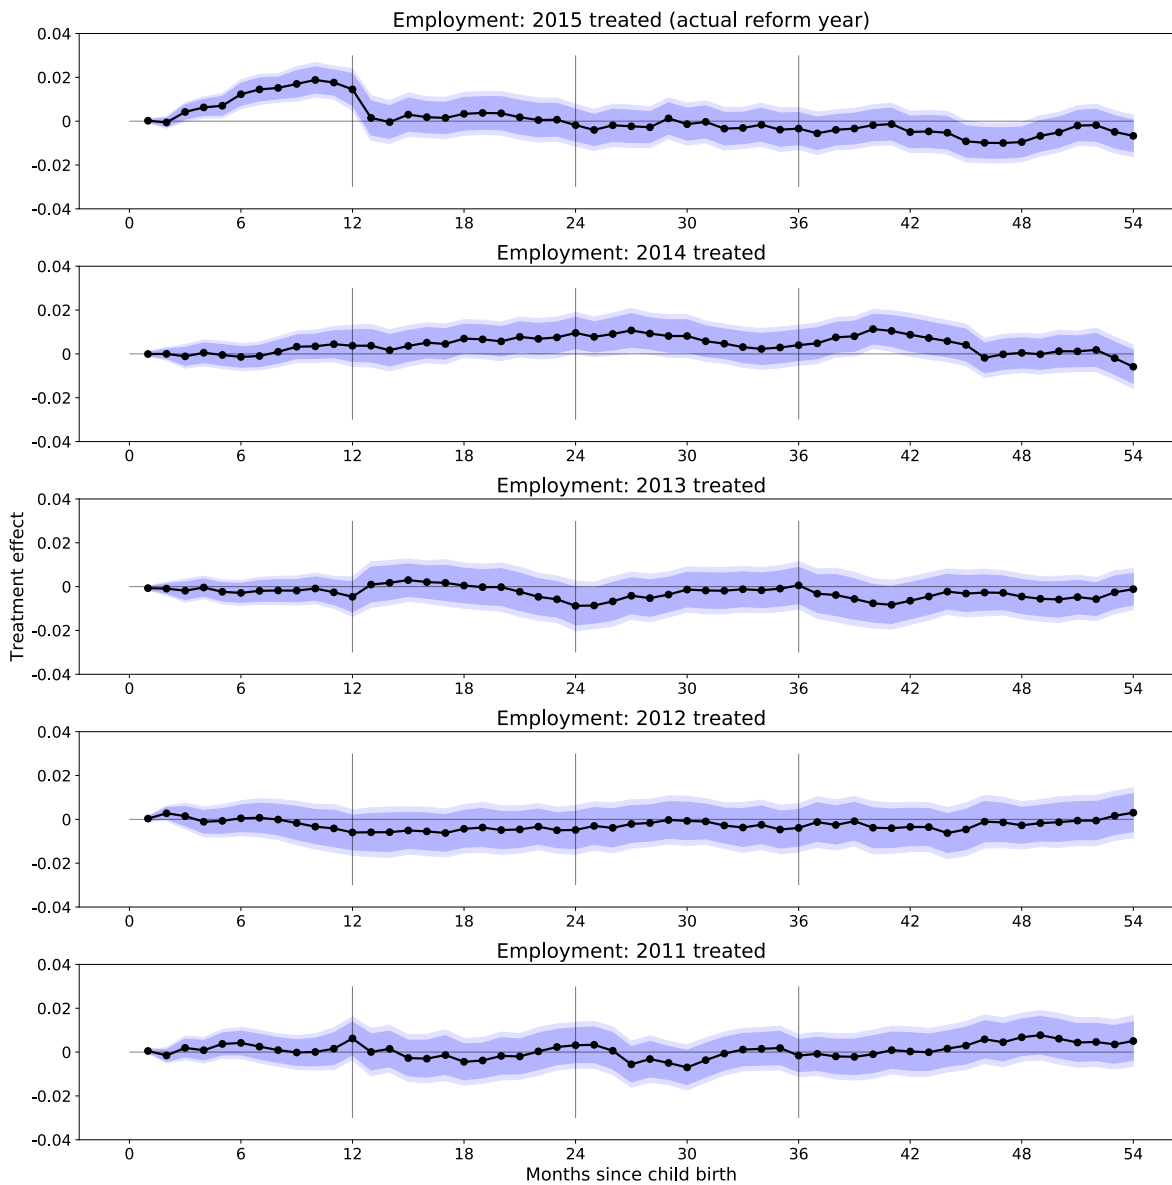 Employment: 2015 treated (actual reform year)
0.04
0.02
0
-0.02
-0.04
0 6 12 18 24 30 36 42 48 54
Employment: 2014 treated
0.04
0.02
0
-0.02
-0.04
0 6 12 18 24 30 36 42 48 54
Employment: 2013 treated
0.04
0.02
0
-0.02
-0.04
0 6 12 18 24 30 36 42 48 54
Treatment effect
Employment: 2012 treated
0.04
0.02
0
-0.02
-0.04
0 6 12 18 24 30 36 42 48 54
Employment: 2011 treated
0.04
0.02
0
-0.02
-0.04
0 6 12 18 24 30 36 42 48 54
Months since child birth